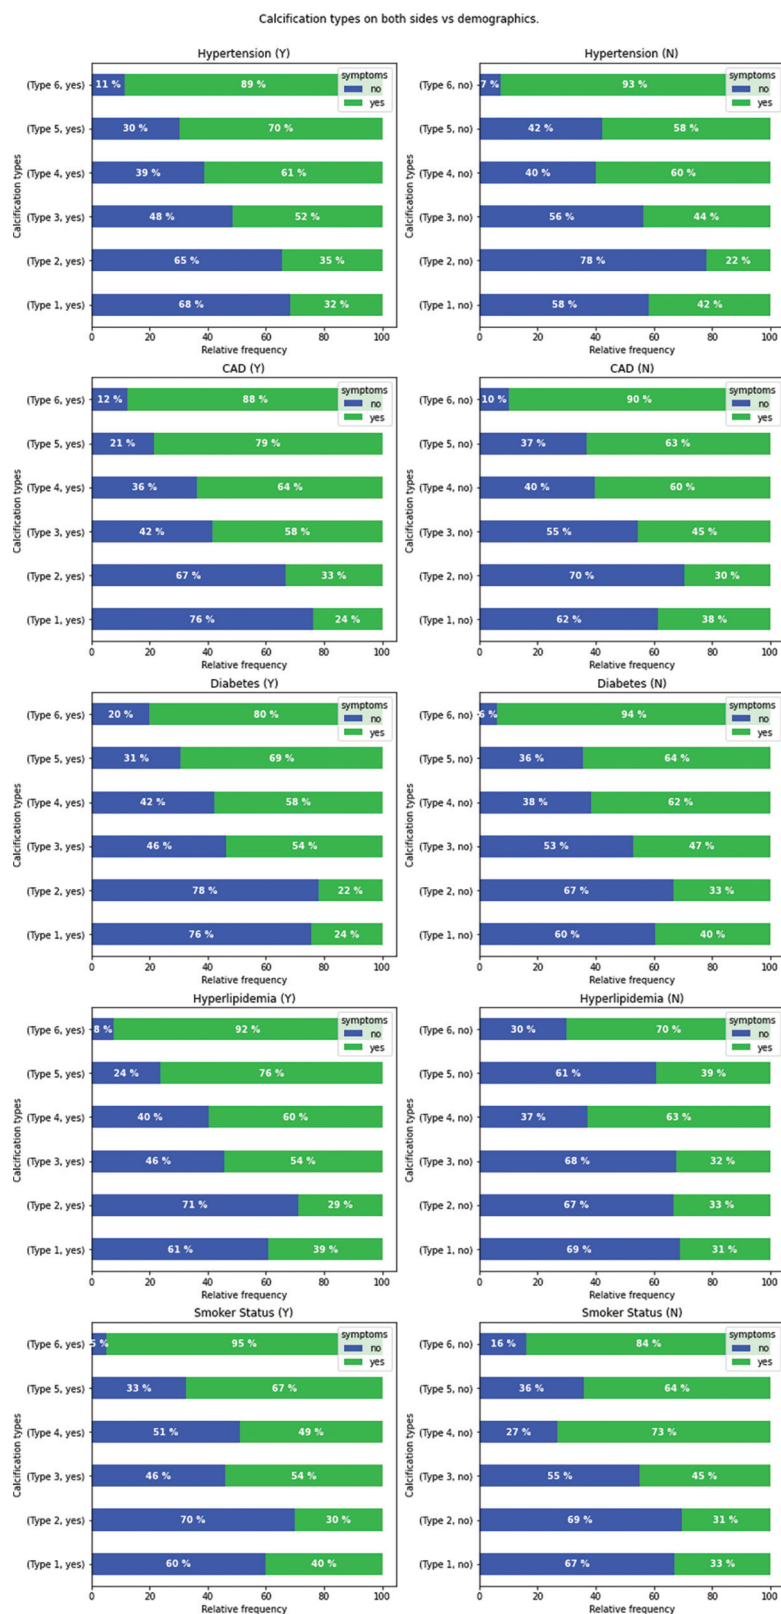 Calcification types on both sides vs demographics.
Hypertension (Y)
symptoms
no
yes
Calcification types
(Type 6, yes) 11 % 89 %
(Type 5, yes) 30 % 70 %
(Type 4, yes) 39 % 61 %
(Type 3, yes) 48 % 52 %
(Type 2, yes) 65 % 35 %
(Type 1, yes) 68 % 32 %
0 20 40 60 80 100
Relative frequency
Hypertension (N)
symptoms
no
yes
Calcification types
(Type 6, no) 7 % 93 %
(Type 5, no) 42 % 58 %
(Type 4, no) 40 % 60 %
(Type 3, no) 56 % 44 %
(Type 2, no) 78 % 22 %
(Type 1, no) 58 % 42 %
0 20 40 60 80 100
Relative frequency
CAD (Y)
symptoms
no
yes
Calcification types
(Type 6, yes) 12 % 88 %
(Type 5, yes) 21 % 79 %
(Type 4, yes) 36 % 64 %
(Type 3, yes) 42 % 58 %
(Type 2, yes) 67 % 33 %
(Type 1, yes) 76 % 24 %
0 20 40 60 80 100
Relative frequency
CAD (N)
symptoms
no
yes
Calcification types
(Type 6, no) 10 % 90 %
(Type 5, no) 37 % 63 %
(Type 4, no) 40 % 60 %
(Type 3, no) 55 % 45 %
(Type 2, no) 70 % 30 %
(Type 1, no) 62 % 38 %
0 20 40 60 80 100
Relative frequency
Diabetes (Y)
symptoms
no
yes
Calcification types
(Type 6, yes) 20 % 80 %
(Type 5, yes) 31 % 69 %
(Type 4, yes) 42 % 58 %
(Type 3, yes) 46 % 54 %
(Type 2, yes) 78 % 22 %
(Type 1, yes) 76 % 24 %
0 20 40 60 80 100
Relative frequency
Diabetes (N)
symptoms
no
yes
Calcification types
(Type 6, no) 6 % 94 %
(Type 5, no) 36 % 64 %
(Type 4, no) 38 % 62 %
(Type 3, no) 53 % 47 %
(Type 2, no) 67 % 33 %
(Type 1, no) 60 % 40 %
0 20 40 60 80 100
Relative frequency
Hyperlipidemia (Y)
symptoms
no
yes
Calcification types
(Type 6, yes) 8 % 92 %
(Type 5, yes) 24 % 76 %
(Type 4, yes) 40 % 60 %
(Type 3, yes) 46 % 54 %
(Type 2, yes) 71 % 29 %
(Type 1, yes) 61 % 39 %
0 20 40 60 80 100
Relative frequency
Hyperlipidemia (N)
symptoms
no
yes
Calcification types
(Type 6, no) 30 % 70 %
(Type 5, no) 61 % 39 %
(Type 4, no) 37 % 63 %
(Type 3, no) 68 % 32 %
(Type 2, no) 67 % 33 %
(Type 1, no) 69 % 31 %
0 20 40 60 80 100
Relative frequency
Smoker Status (Y)
symptoms
no
yes
Calcification types
(Type 6, yes) 5 % 95 %
(Type 5, yes) 33 % 67 %
(Type 4, yes) 51 % 49 %
(Type 3, yes) 46 % 54 %
(Type 2, yes) 70 % 30 %
(Type 1, yes) 60 % 40 %
0 20 40 60 80 100
Relative frequency
Smoker Status (N)
symptoms
no
yes
Calcification types
(Type 6, no) 16 % 84 %
(Type 5, no) 36 % 64 %
(Type 4, no) 27 % 73 %
(Type 3, no) 55 % 45 %
(Type 2, no) 69 % 31 %
(Type 1, no) 67 % 33 %
0 20 40 60 80 100
Relative frequency